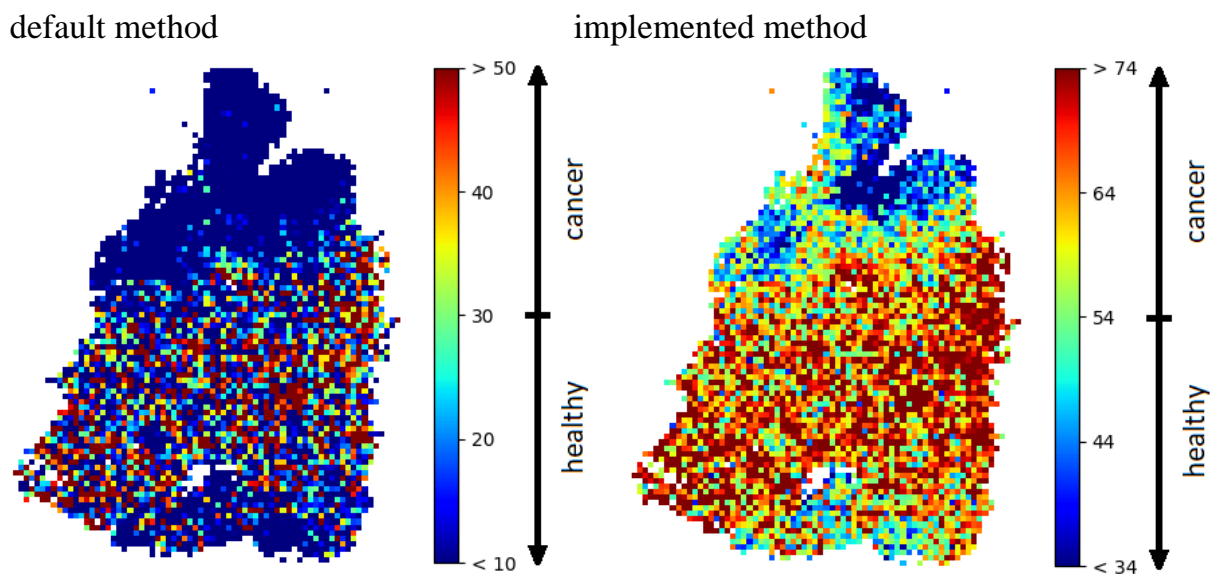 default method
implemented method
> 50
40
30
20
< 10
cancer
healthy
> 74
64
54
44
< 34
cancer
healthy